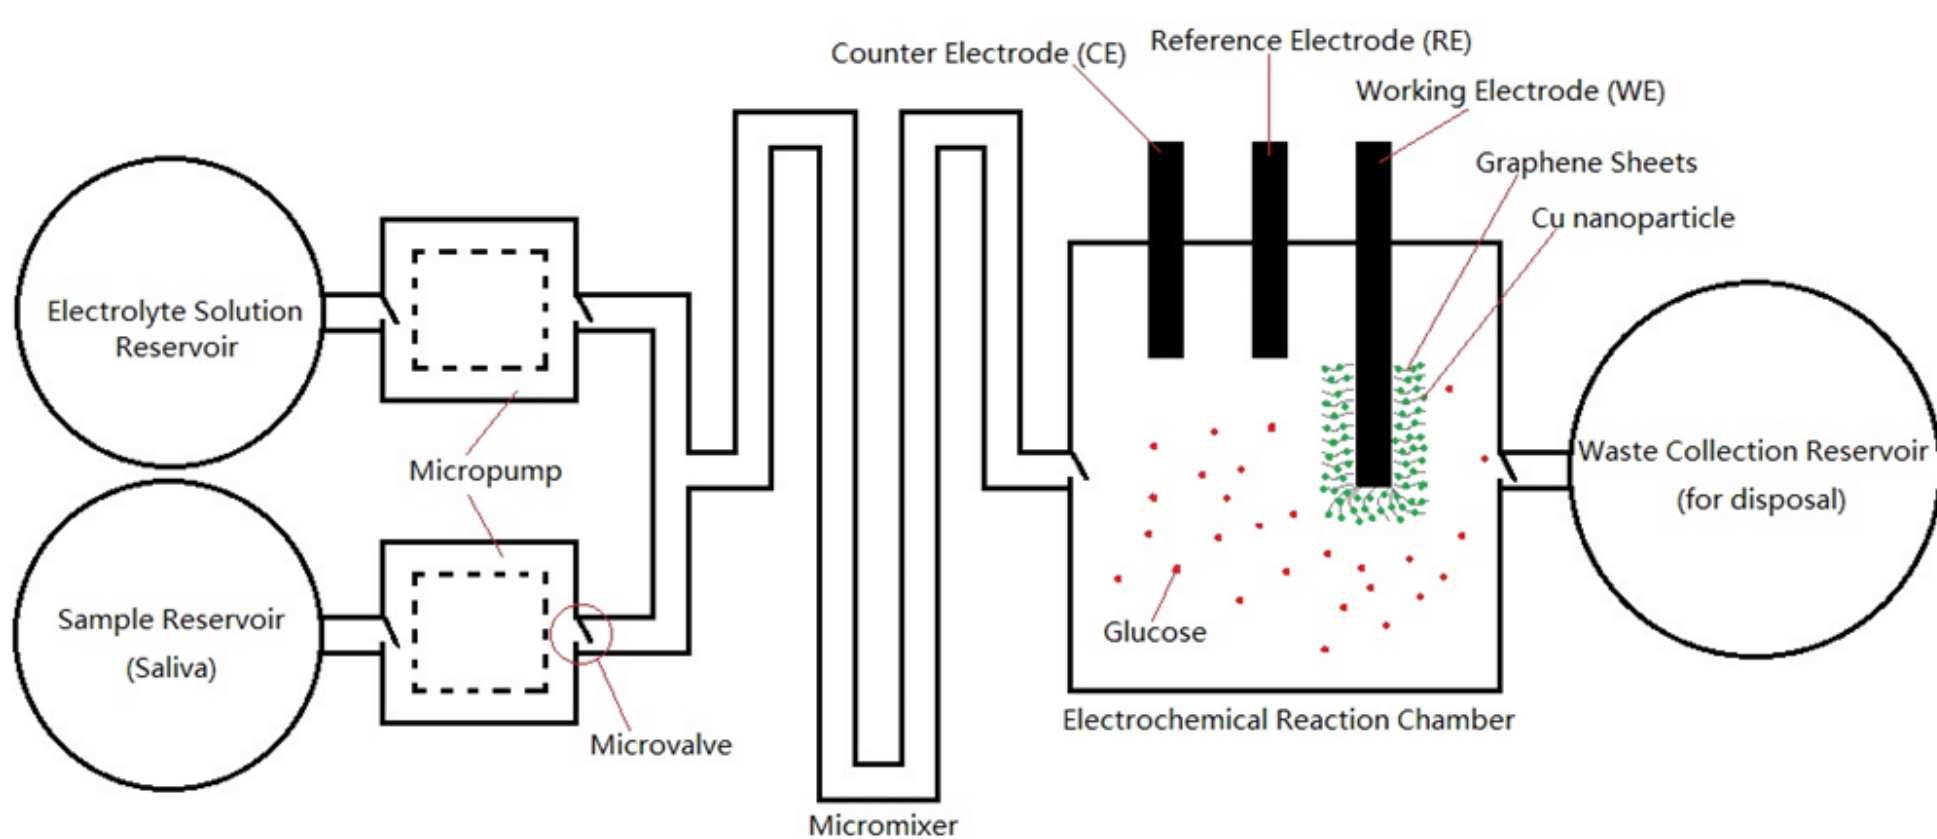 Counter Electrode (CE)
Reference Electrode (RE)
Working Electrode (WE)
Graphene Sheets
Cu nanoparticle
Electrolyte Solution
Reservoir
Micropump
Sample Reservoir
(Saliva)
Microvalve
Micromixer
Glucose
Electrochemical Reaction Chamber
Waste Collection Reservoir
(for disposal)